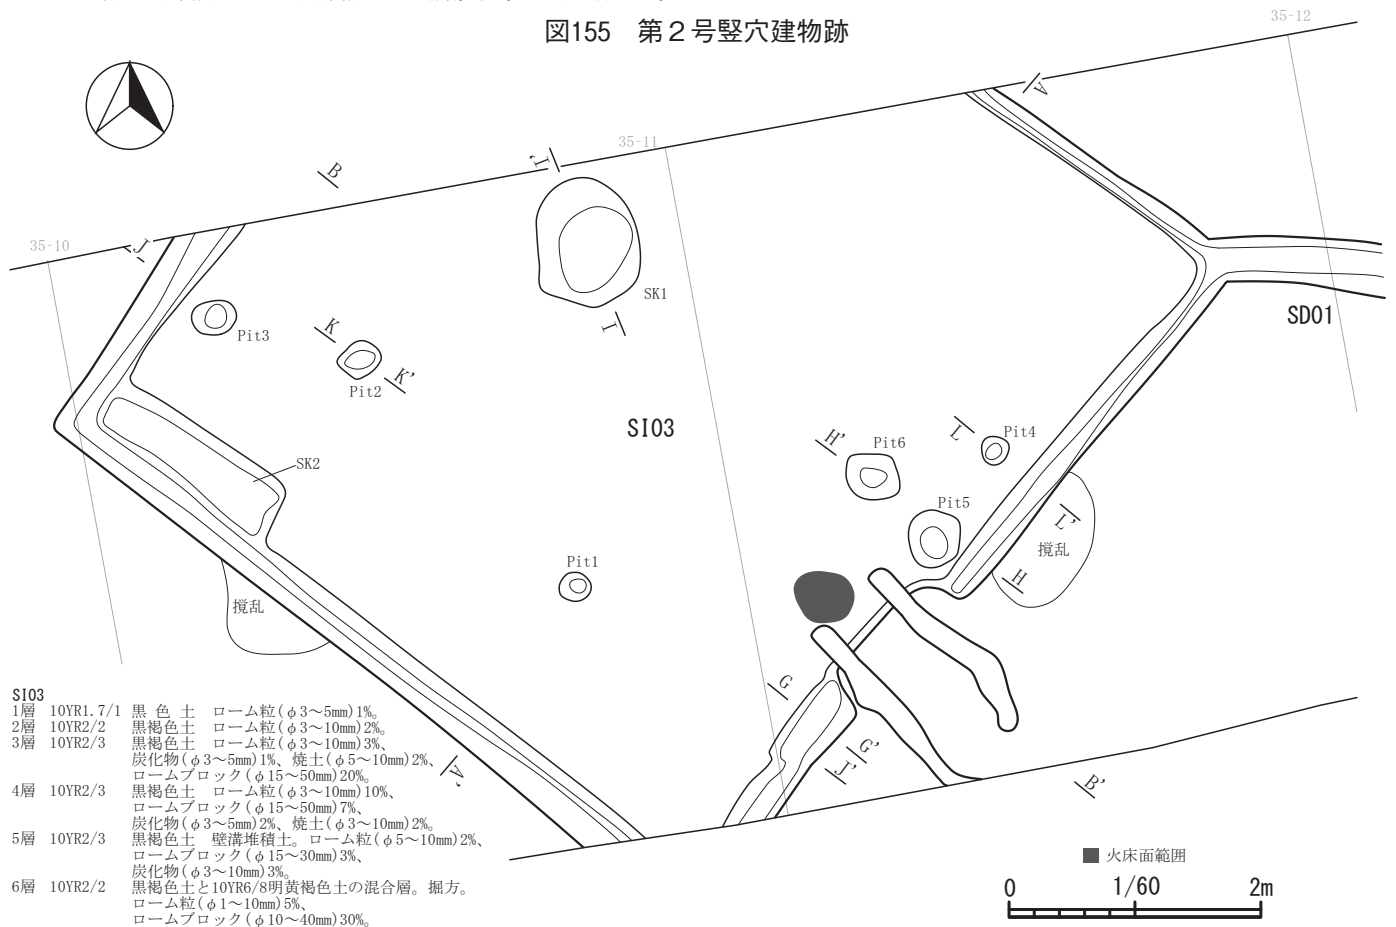 図155　第２号竪穴建物跡
35-12
A
35-11
I’
B
35-10
J
SK1
I
SD01
Pit3
K
K’
Pit2
SI03
L
Pit4
H’
Pit6
SK2
Pit5
L’
撹乱
H
Pit1
撹乱
G
G’
J’
A’
B’
SI03
1層　10YR1.7/1　黒 色 土　ローム粒(φ3～5mm)1%。
2層　10YR2/2　黒褐色土　ローム粒(φ3～10mm)2%。
3層　10YR2/3　黒褐色土　ローム粒(φ3～10mm)3%、
炭化物(φ3～5mm)1%、焼土(φ5～10mm)2%、
ロームブロック(φ15～50mm)20%。
4層　10YR2/3　黒褐色土　ローム粒(φ3～10mm)10%、
ロームブロック(φ15～50mm)7%、
炭化物(φ3～5mm)2%、焼土(φ3～10mm)2%。
5層　10YR2/3　黒褐色土　壁溝堆積土。ローム粒(φ5～10mm)2%、
ロームブロック(φ15～30mm)3%、
炭化物(φ3～10mm)3%。
6層　10YR2/2　黒褐色土と10YR6/8明黄褐色土の混合層。掘方。
ローム粒(φ1～10mm)5%、
ロームブロック(φ10～40mm)30%。
火床面範囲
0　1/60　2m